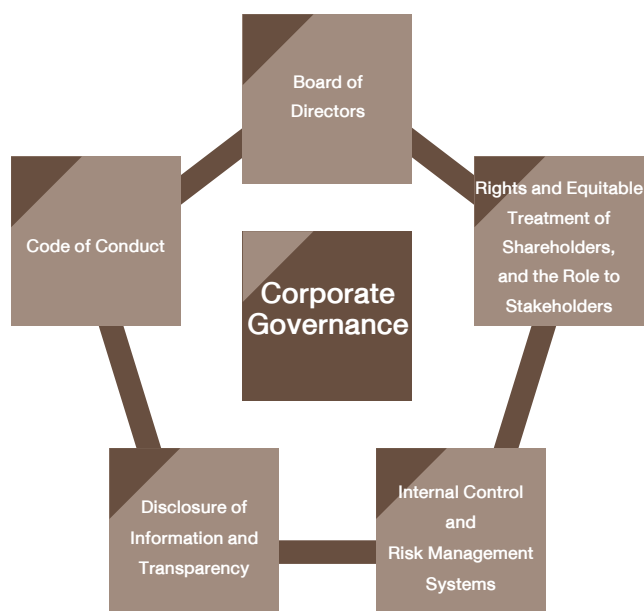 Board of
Directors
Rights and Equitable
Treatment of
Shareholders,
and the Role to
Stakeholders
Code of Conduct
Corporate
Governance
Disclosure of
Information and
Transparency
Internal Control
and
Risk Management
Systems